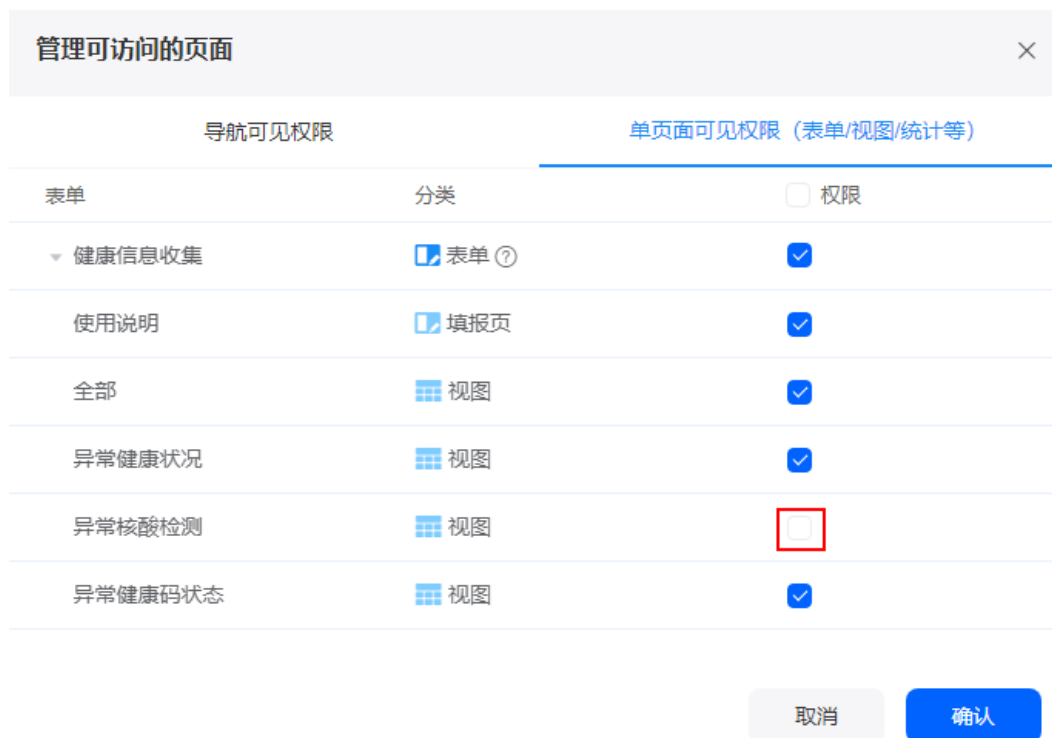 管理可访问的页面
导航可见权限 单页面可见权限（表单/视图/统计等）
表单 分类 权限
健康信息收集 表单 ?
使用说明 填报页
全部 视图
异常健康状况 视图
异常核酸检测 视图
异常健康码状态 视图
取消 确认